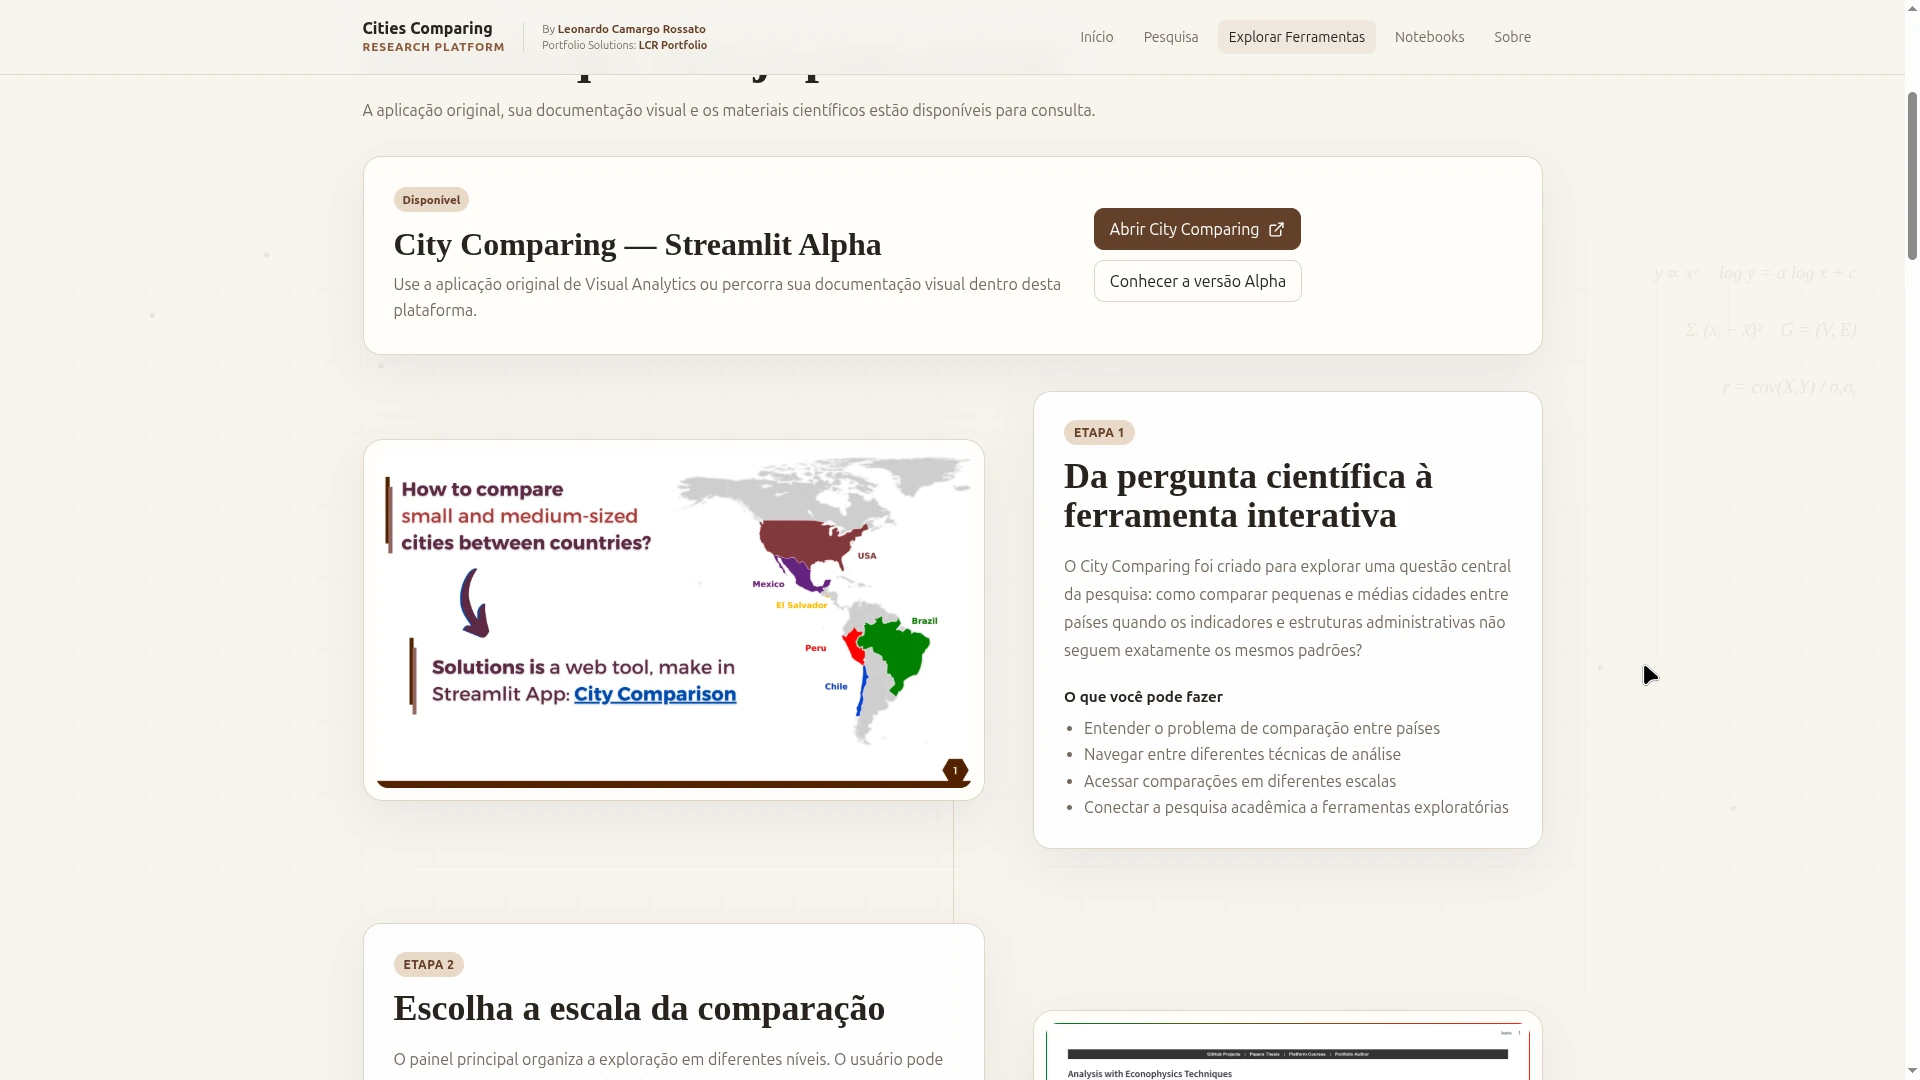 Cities Comparing
RESEARCH PLATFORM
By Leonardo Camargo Rossato
Portfolio Solutions: LCR Portfolio
Início
Pesquisa
Explorar Ferramentas
Notebooks
Sobre
A aplicação original, sua documentação visual e os materiais científicos estão disponíveis para consulta.
Disponível
City Comparing — Streamlit Alpha
Use a aplicação original de Visual Analytics ou percorra sua documentação visual dentro desta
plataforma.
Abrir City Comparing
Conhecer a versão Alpha
How to compare
small and medium-sized
cities between countries?
Solutions is a web tool, make in
Streamlit App: City Comparison
USA
Mexico
El Salvador
Brazil
Peru
Chile
1
ETAPA 1
Da pergunta científica à
ferramenta interativa
O City Comparing foi criado para explorar uma questão central
da pesquisa: como comparar pequenas e médias cidades entre
países quando os indicadores e estruturas administrativas não
seguem exatamente os mesmos padrões?
O que você pode fazer
Entender o problema de comparação entre países
Navegar entre diferentes técnicas de análise
Acessar comparações em diferentes escalas
Conectar a pesquisa acadêmica a ferramentas exploratórias
ETAPA 2
Escolha a escala da comparação
O painel principal organiza a exploração em diferentes níveis. O usuário pode
GitHub Projects | Papers Thesis | Platform Courses | Portfolio Author
Analysis with Econophysics Techniques